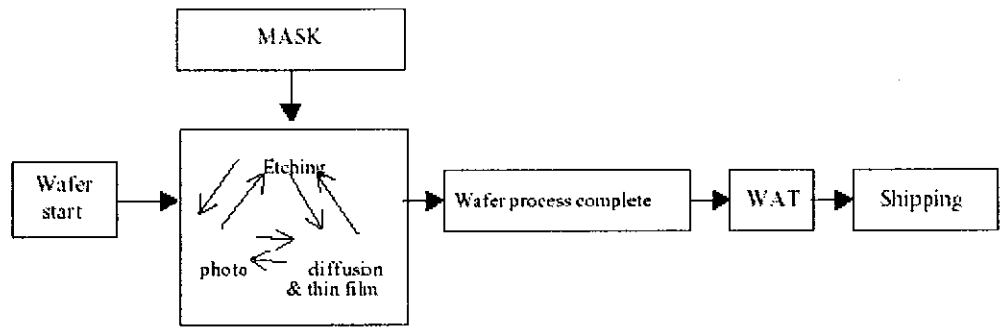 MASK
Wafer
start
Etching
photo
diffusion
& thin film
Wafer process complete
WAT
Shipping